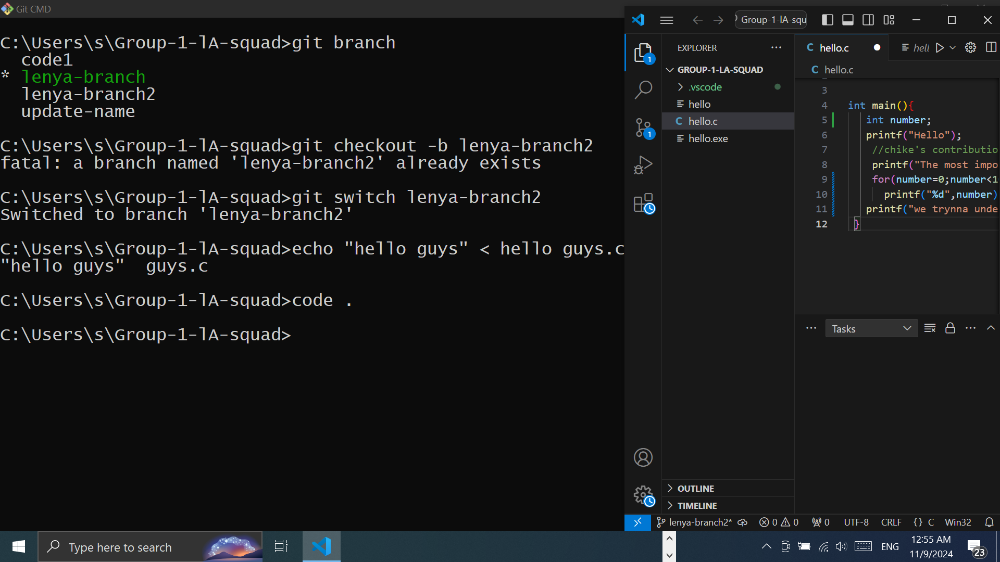 Git CMD
C:\Users\s\Group-1-lA-squad>git branch
  code1
* lenya-branch
  lenya-branch2
  update-name
C:\Users\s\Group-1-lA-squad>git checkout -b lenya-branch2
fatal: a branch named 'lenya-branch2' already exists
C:\Users\s\Group-1-lA-squad>git switch lenya-branch2
Switched to branch 'lenya-branch2'
C:\Users\s\Group-1-lA-squad>echo "hello guys" < hello guys.c
"hello guys"  guys.c
C:\Users\s\Group-1-lA-squad>code .
C:\Users\s\Group-1-lA-squad>
Group-1-lA-squ
EXPLORER
GROUP-1-LA-SQUAD
.vscode
hello
C hello.c
hello.exe
OUTLINE
TIMELINE
1
1
C hello.c
hell
C hello.c
3
4 int main(){
5 int number;
6 printf("Hello");
7 //chike's contributio
8 printf("The most impo
9 for(number=0;number<1
10 printf("%d",number)
11 printf("we trynna unde
12 }
Tasks
lenya-branch2* 0 0 0 UTF-8 CRLF {} C Win32
Type here to search
ENG
12:55 AM
11/9/2024
23